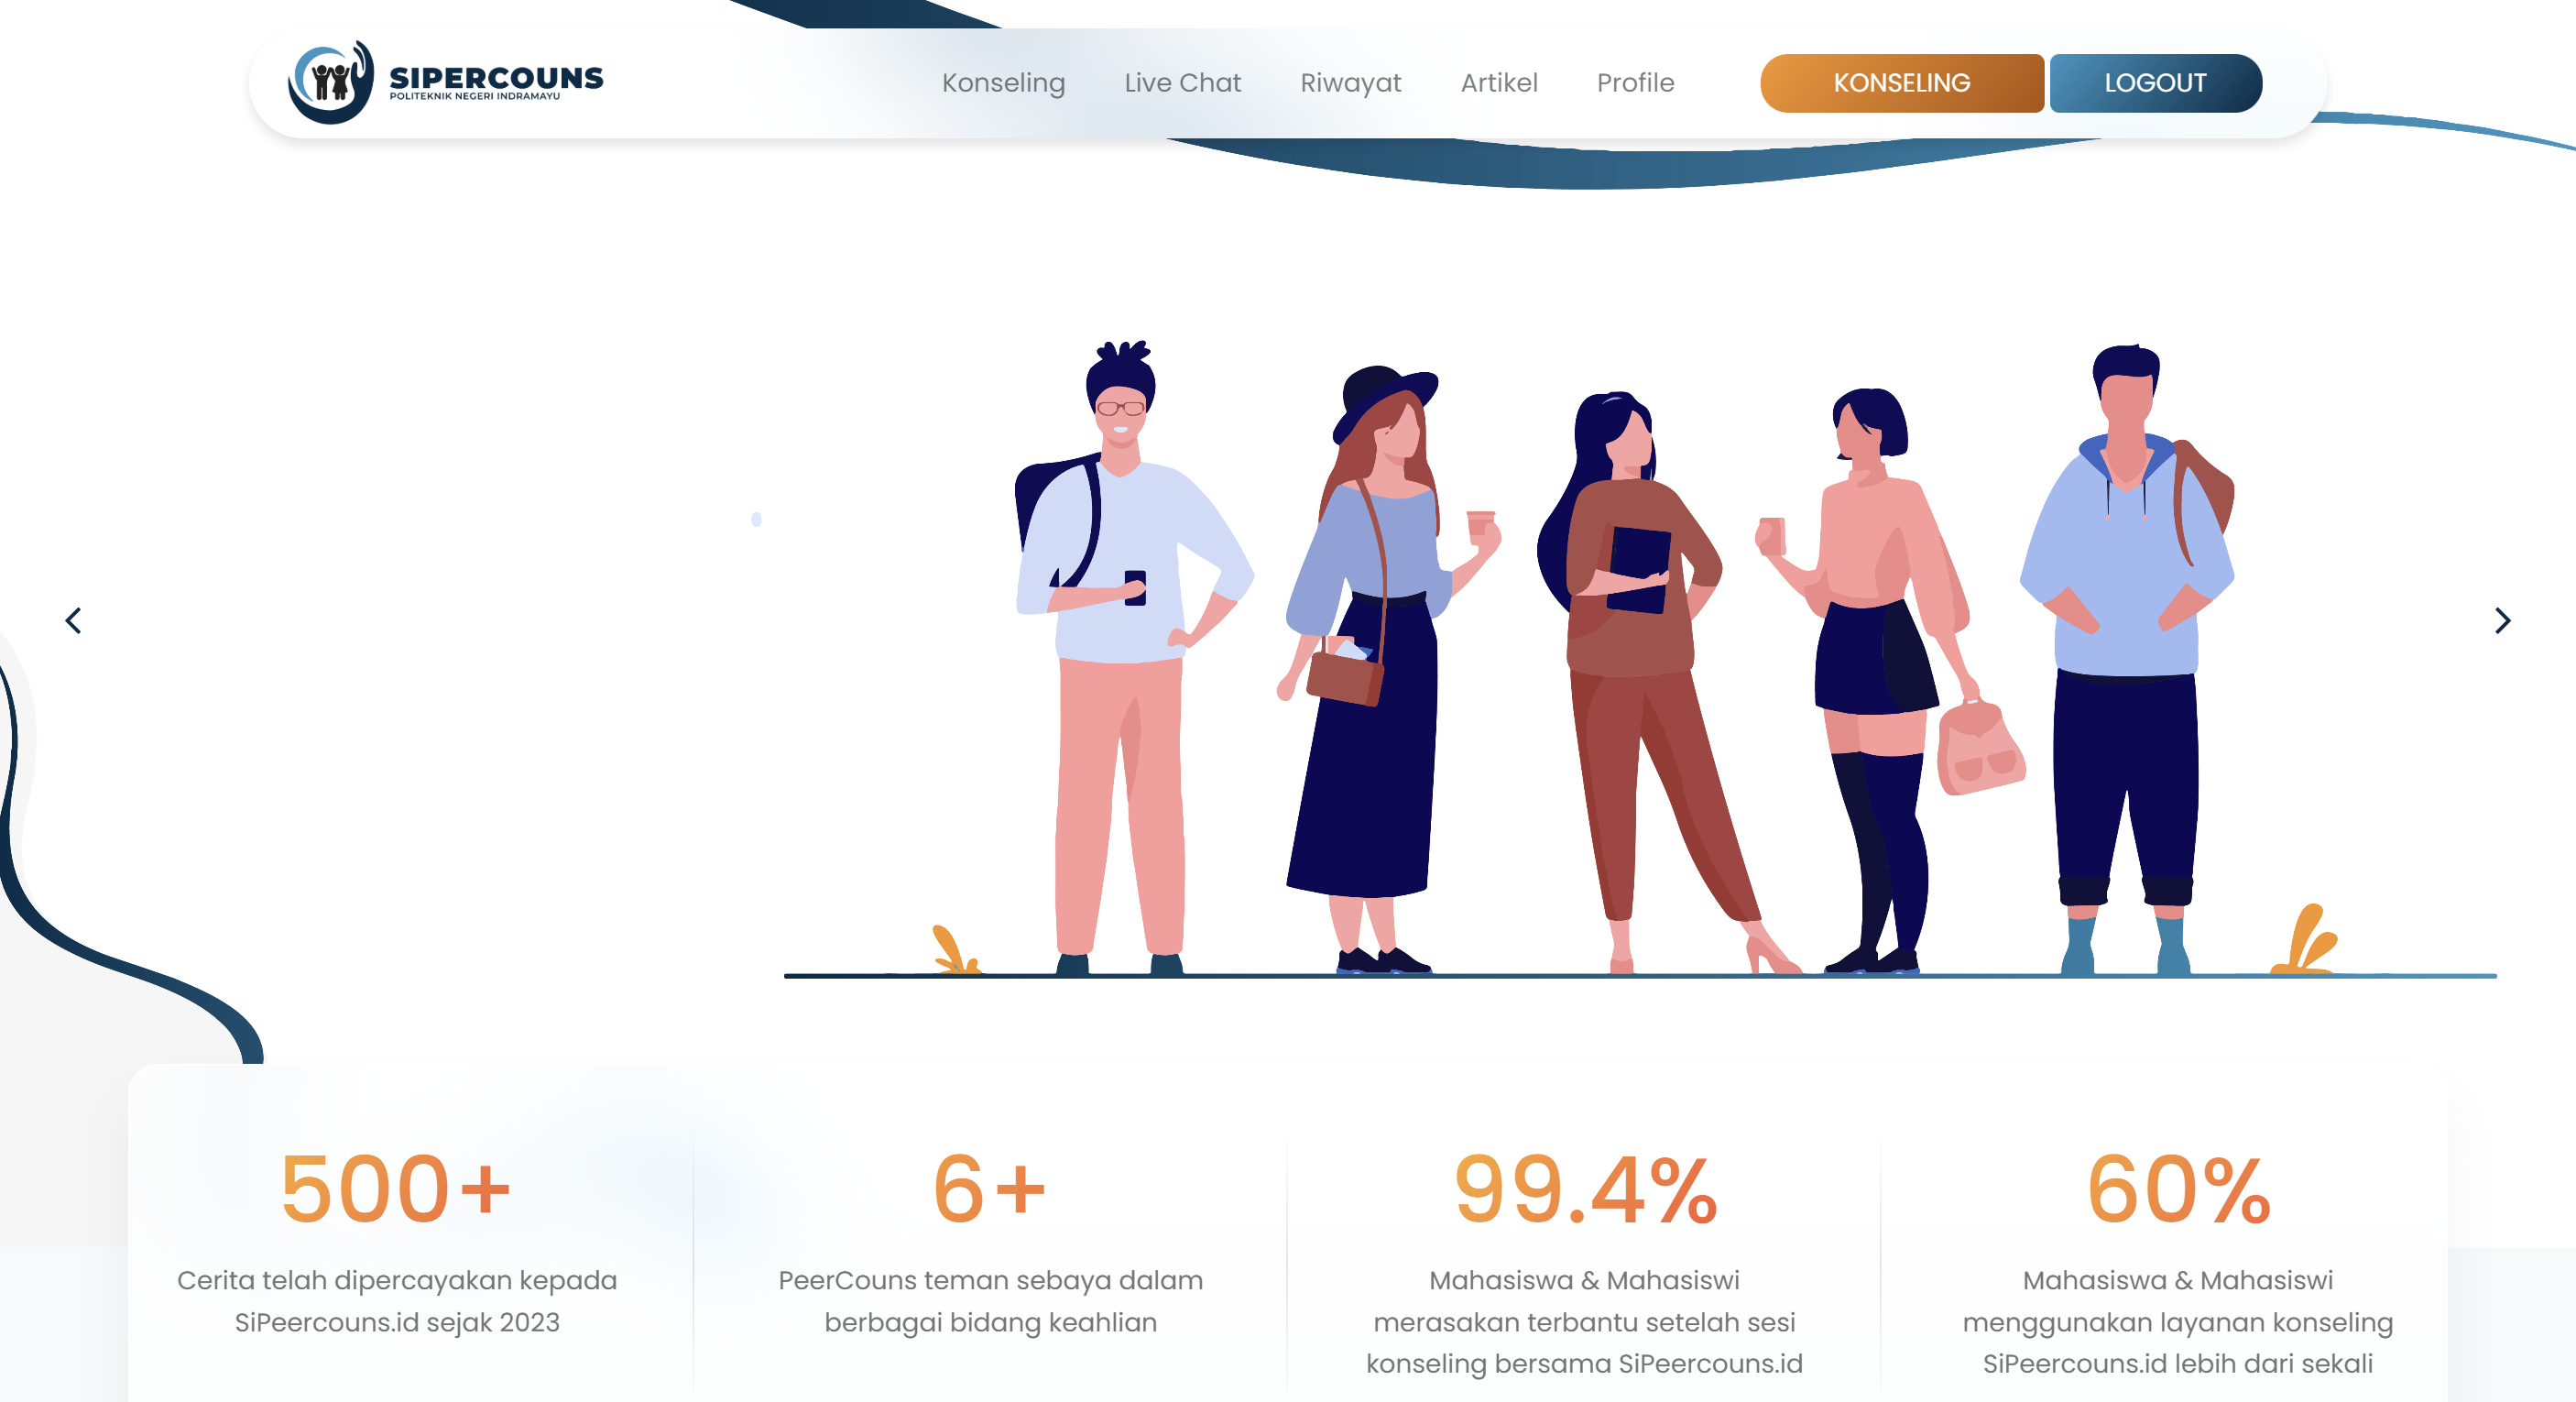 SIPERCOUNS
POLITEKNIK NEGERI INDRAMAYU
Konseling
Live Chat
Riwayat
Artikel
Profile
KONSELING
LOGOUT
500+
Cerita telah dipercayakan kepada
SiPeercouns.id sejak 2023
6+
PeerCouns teman sebaya dalam
berbagai bidang keahlian
99.4%
Mahasiswa & Mahasiswi
merasakan terbantu setelah sesi
konseling bersama SiPeercouns.id
60%
Mahasiswa & Mahasiswi
menggunakan layanan konseling
SiPeercouns.id lebih dari sekali